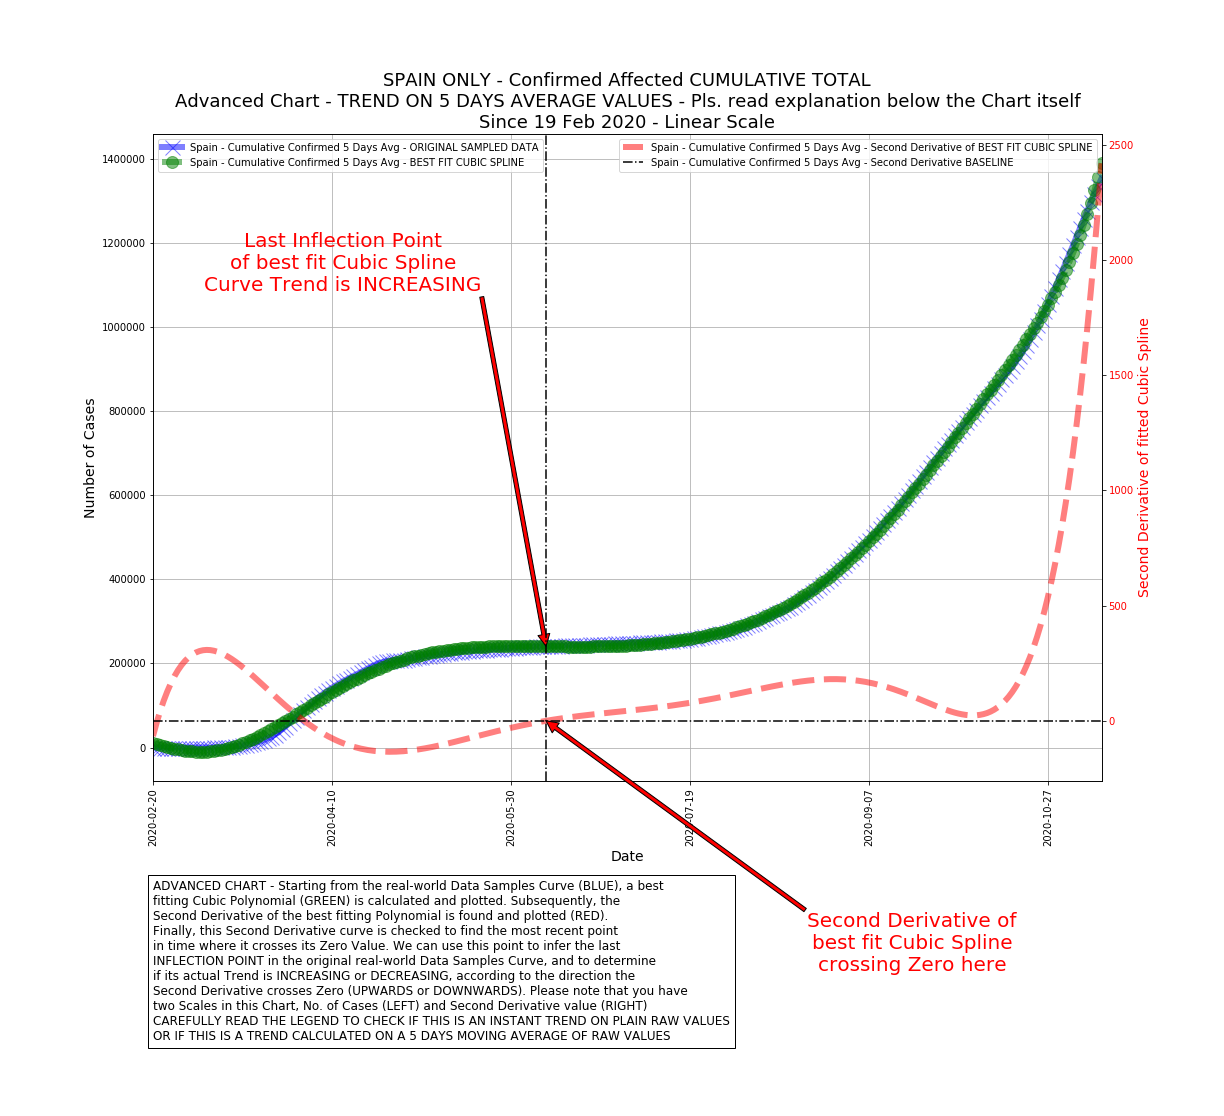 SPAIN ONLY - Confirmed Affected CUMULATIVE TOTAL
Advanced Chart - TREND ON 5 DAYS AVERAGE VALUES - Pls. read explanation below the Chart itself
Since 19 Feb 2020 - Linear Scale
Spain - Cumulative Confirmed 5 Days Avg - ORIGINAL SAMPLED DATA
Spain - Cumulative Confirmed 5 Days Avg - BEST FIT CUBIC SPLINE
Spain - Cumulative Confirmed 5 Days Avg - Second Derivative of BEST FIT CUBIC SPLINE
Spain - Cumulative Confirmed 5 Days Avg - Second Derivative BASELINE
Last Inflection Point
of best fit Cubic Spline
Curve Trend is INCREASING
Number of Cases
1400000
1200000
1000000
800000
600000
400000
200000
0
2500
2000
1500
1000
500
0
Second Derivative of fitted Cubic Spline
2020-02-20
2020-04-10
2020-05-30
2020-07-19
2020-09-07
2020-10-27
Date
Second Derivative of
best fit Cubic Spline
crossing Zero here
ADVANCED CHART - Starting from the real-world Data Samples Curve (BLUE), a best
fitting Cubic Polynomial (GREEN) is calculated and plotted. Subsequently, the
Second Derivative of the best fitting Polynomial is found and plotted (RED).
Finally, this Second Derivative curve is checked to find the most recent point
in time where it crosses its Zero Value. We can use this point to infer the last
INFLECTION POINT in the original real-world Data Samples Curve, and to determine
if its actual Trend is INCREASING or DECREASING, according to the direction the
Second Derivative crosses Zero (UPWARDS or DOWNWARDS). Please note that you have
two Scales in this Chart, No. of Cases (LEFT) and Second Derivative value (RIGHT)
CAREFULLY READ THE LEGEND TO CHECK IF THIS IS AN INSTANT TREND ON PLAIN RAW VALUES
OR IF THIS IS A TREND CALCULATED ON A 5 DAYS MOVING AVERAGE OF RAW VALUES